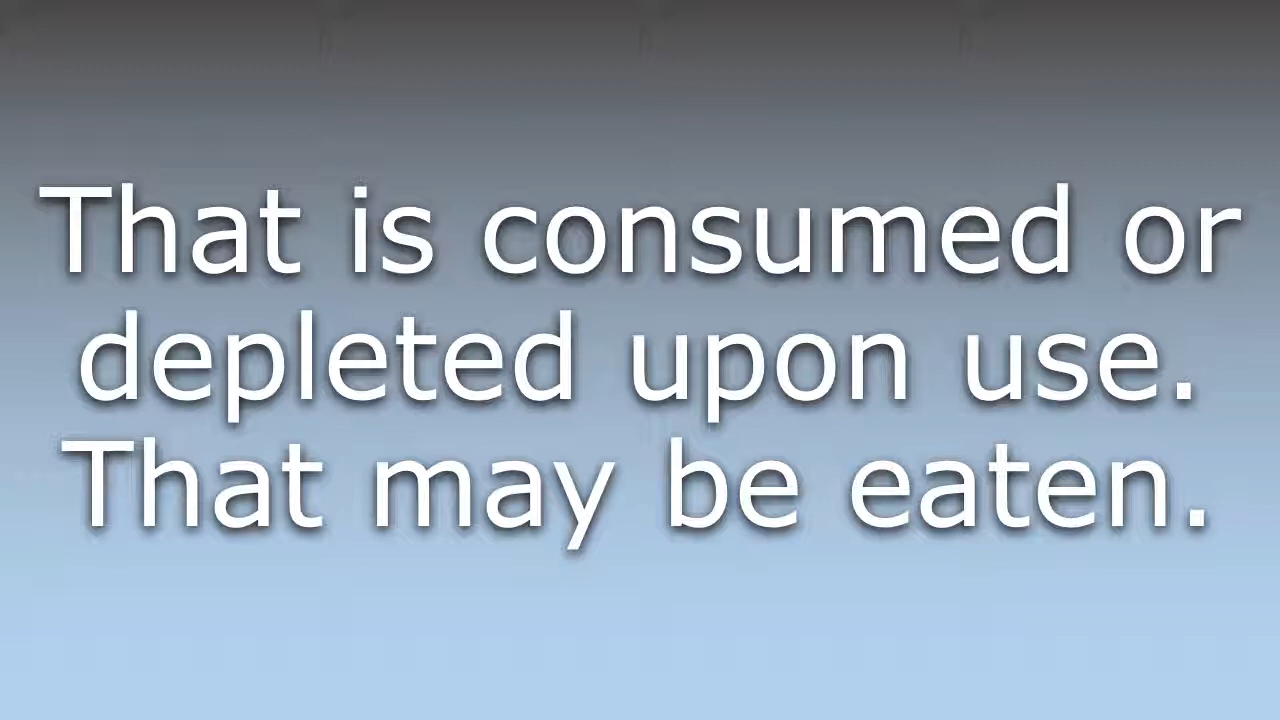 That is consumed or
depleted upon use.
That may be eaten.